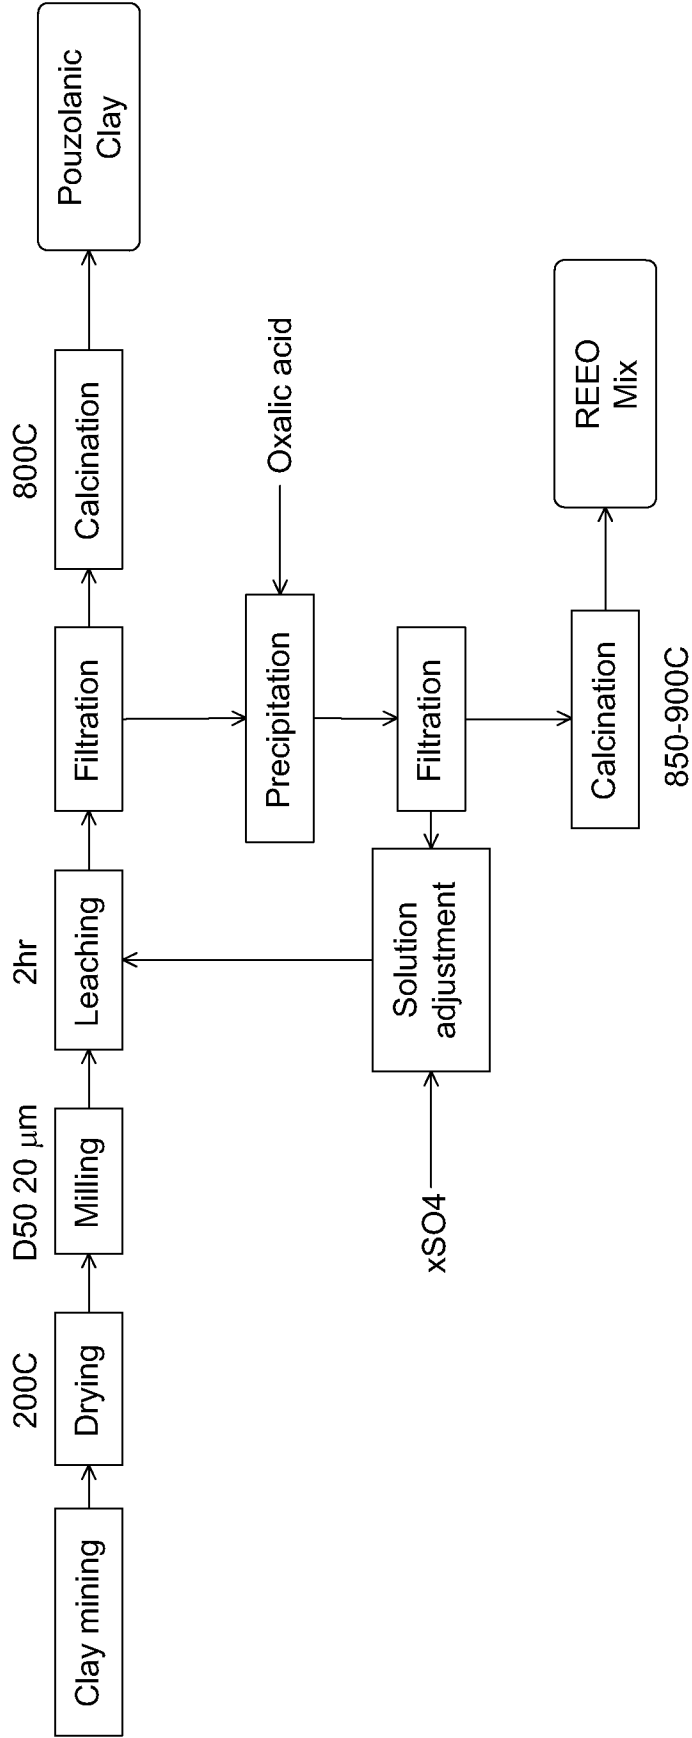 200C
D50 20 μm
2hr
800C
Clay mining
Drying
Milling
Leaching
Filtration
Calcination
Pouzolanic
Clay
Precipitation
Oxalic acid
xSO4
Solution
adjustment
Filtration
Calcination
REEO
Mix
850-900C